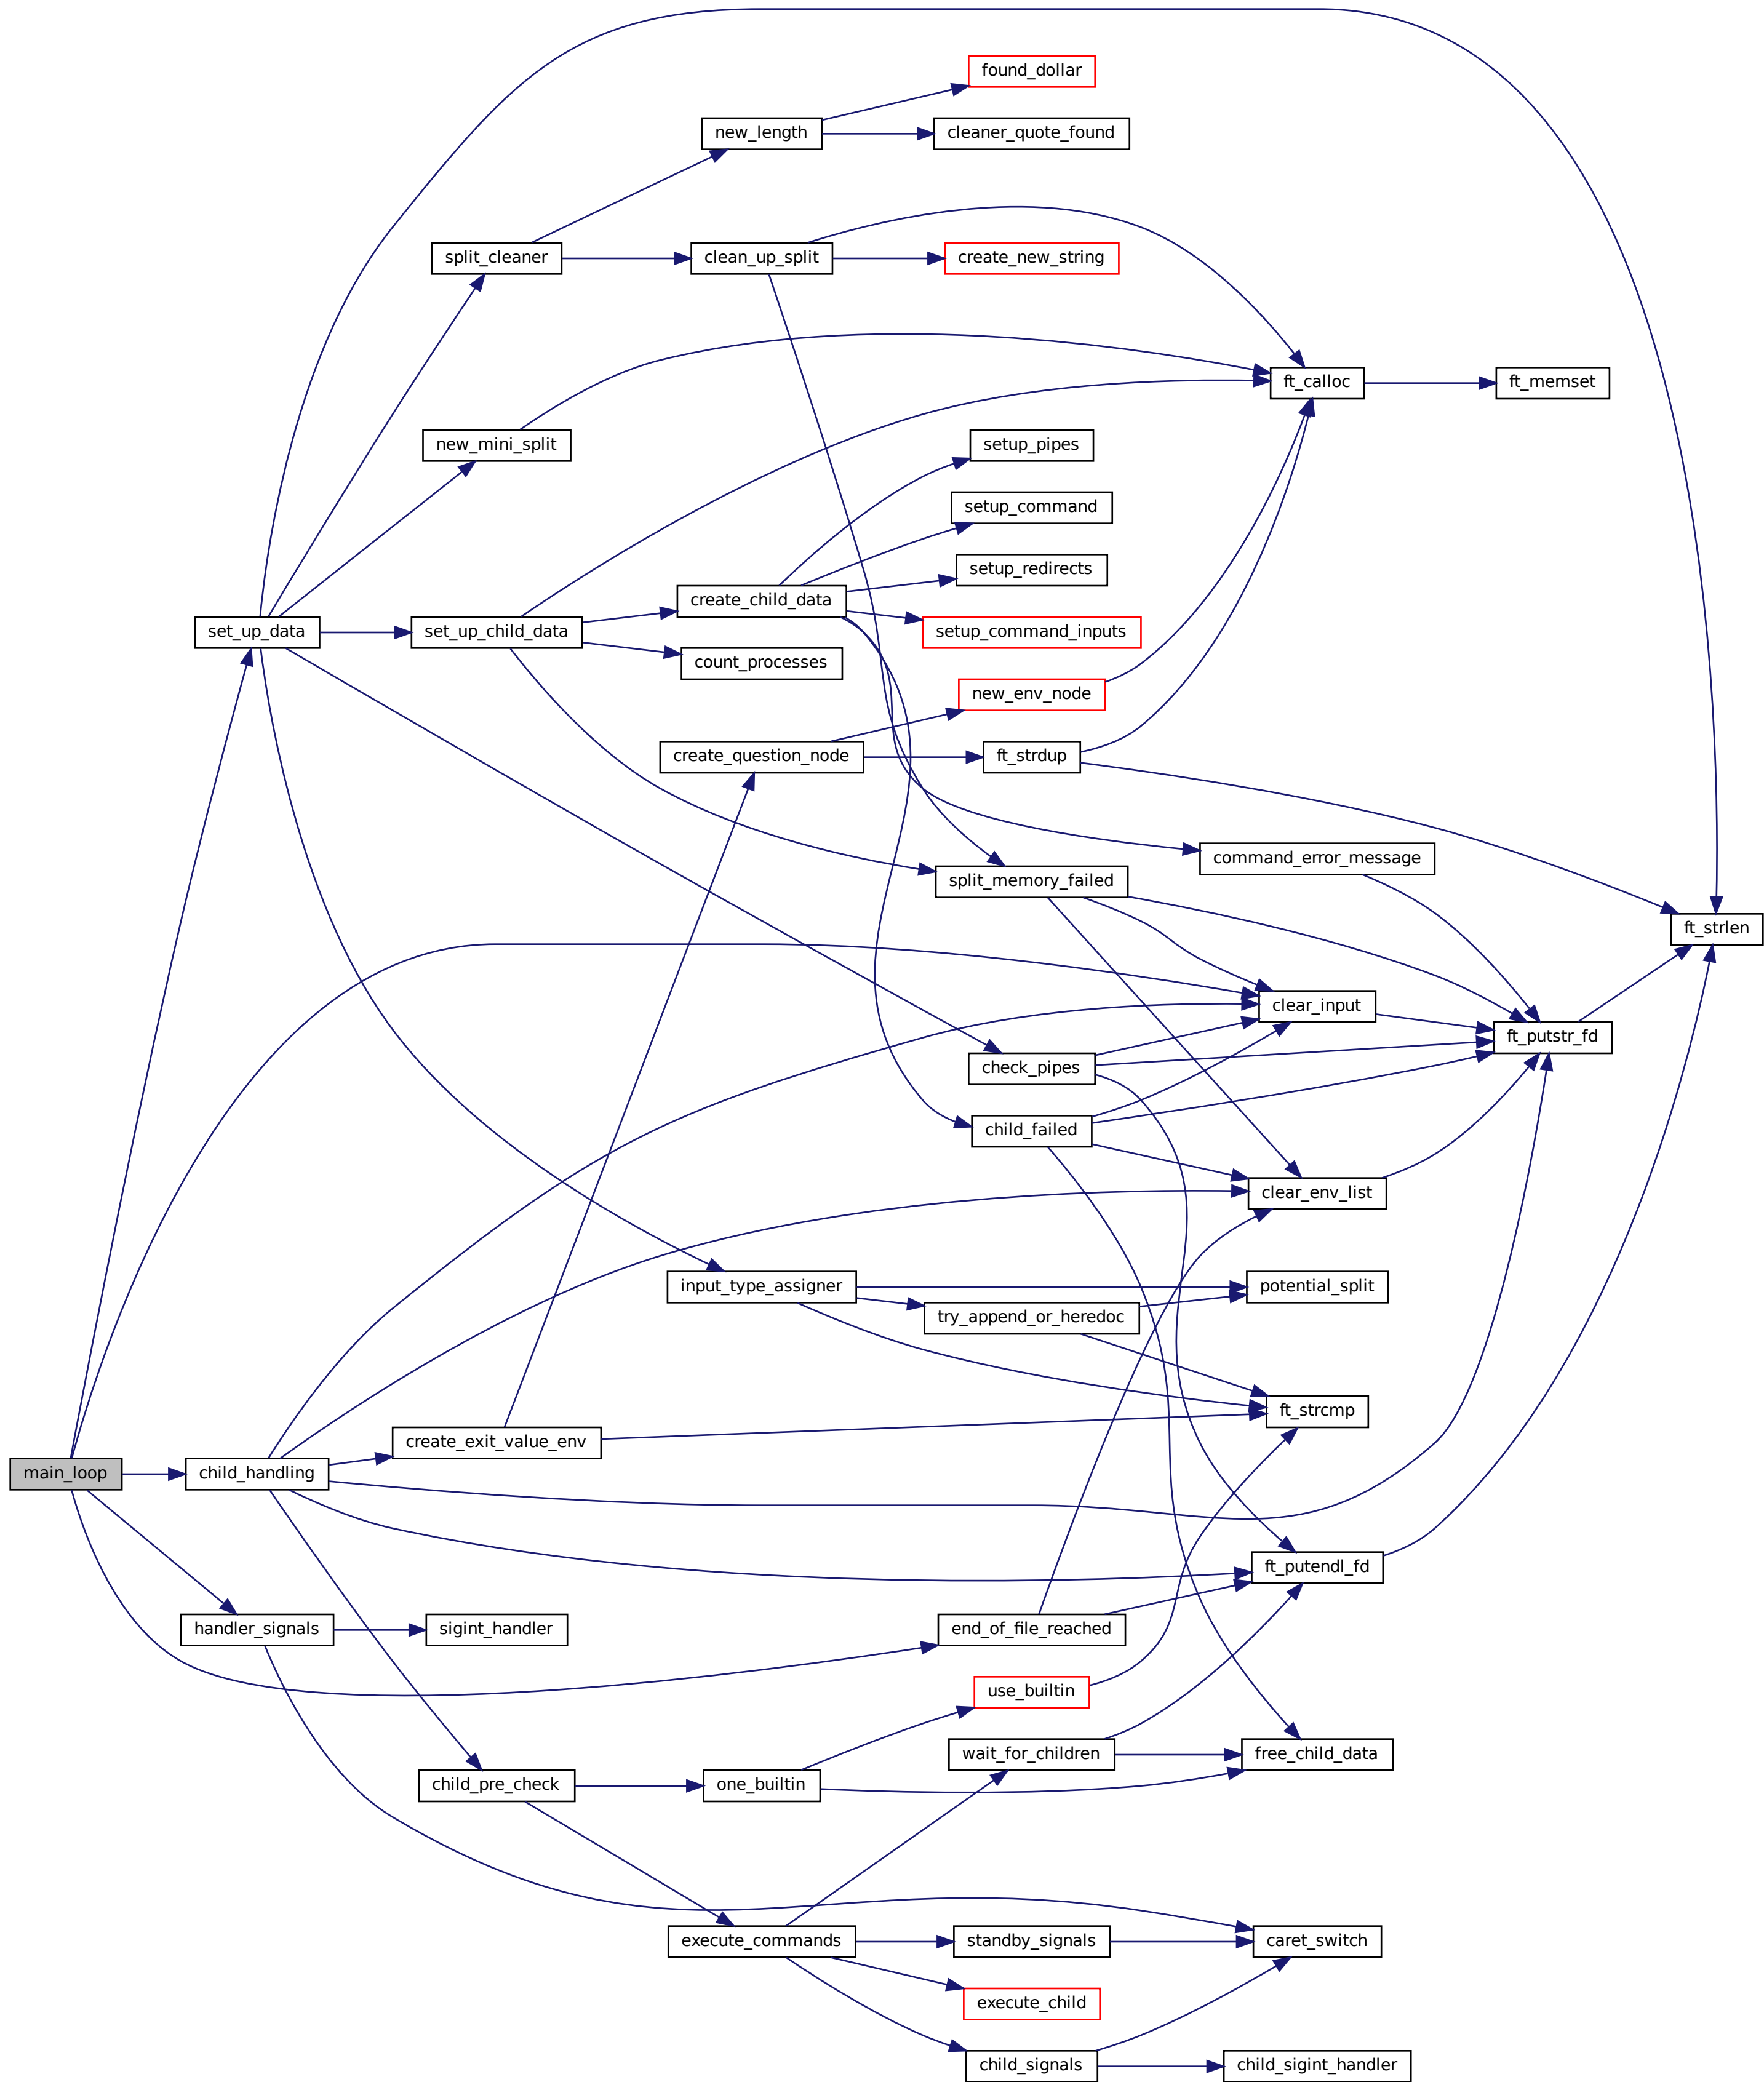 found_dollar
new_length
cleaner_quote_found
split_cleaner
clean_up_split
create_new_string
ft_calloc
ft_memset
new_mini_split
setup_pipes
setup_command
setup_redirects
create_child_data
set_up_data
set_up_child_data
setup_command_inputs
count_processes
new_env_node
create_question_node
ft_strdup
command_error_message
split_memory_failed
ft_strlen
clear_input
ft_putstr_fd
check_pipes
child_failed
clear_env_list
input_type_assigner
potential_split
try_append_or_heredoc
ft_strcmp
create_exit_value_env
main_loop
child_handling
ft_putendl_fd
handler_signals
sigint_handler
end_of_file_reached
use_builtin
wait_for_children
free_child_data
child_pre_check
one_builtin
execute_commands
standby_signals
caret_switch
execute_child
child_signals
child_sigint_handler